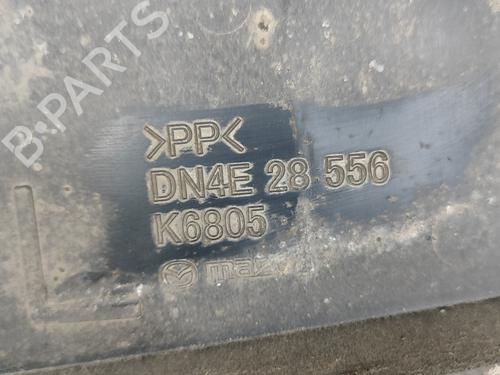 B-PARTS
>PP<
DN4E 28 556
K6805
L
mazda